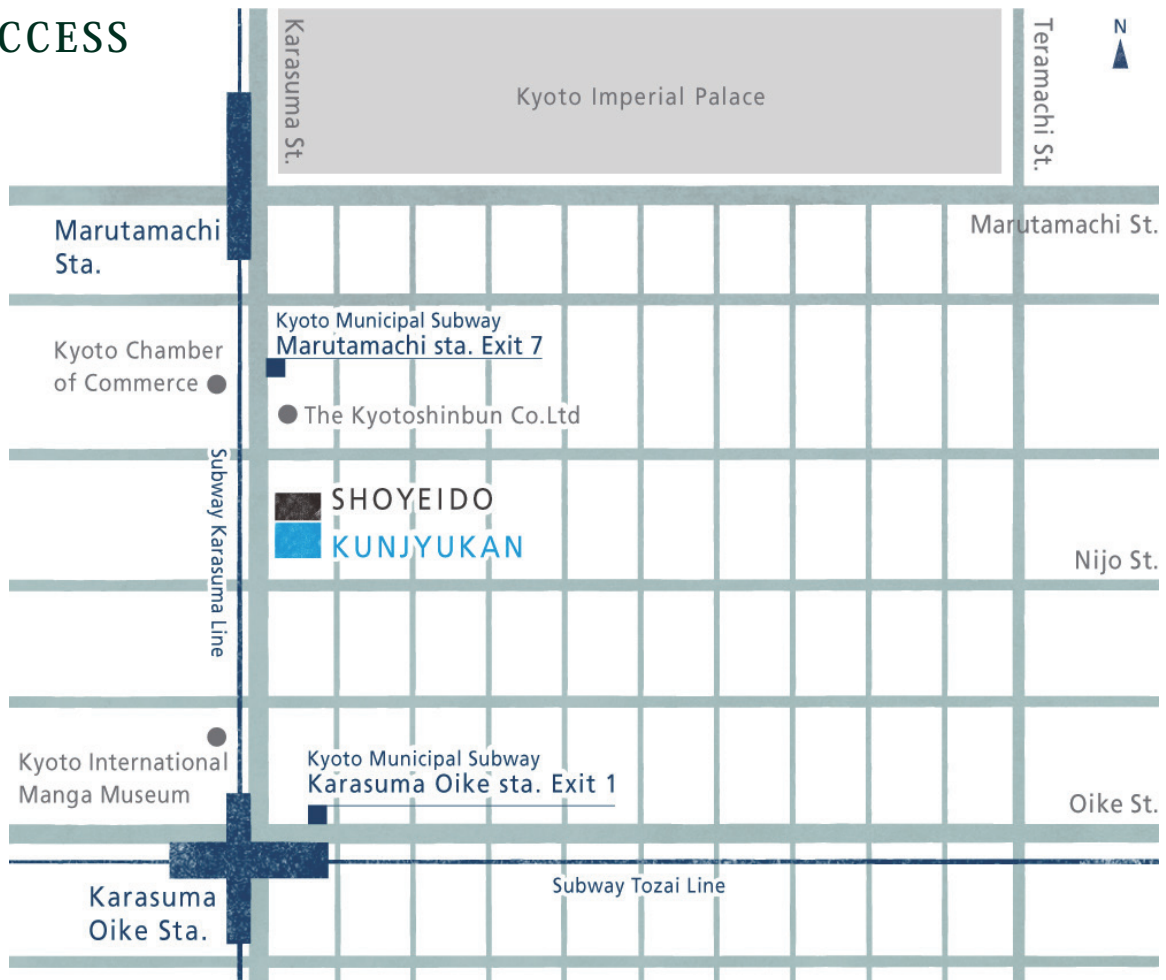 CCESS
N
Karasuma St.
Kyoto Imperial Palace
Teramachi St.
Marutamachi
Sta.
Marutamachi St.
Kyoto Municipal Subway
Marutamachi sta. Exit 7
Kyoto Chamber
of Commerce
The Kyotoshinbun Co.Ltd
Subway Karasuma Line
SHOYEIDO
KUNJYUKAN
Nijo St.
Kyoto International
Manga Museum
Kyoto Municipal Subway
Karasuma Oike sta. Exit 1
Oike St.
Subway Tozai Line
Karasuma
Oike Sta.